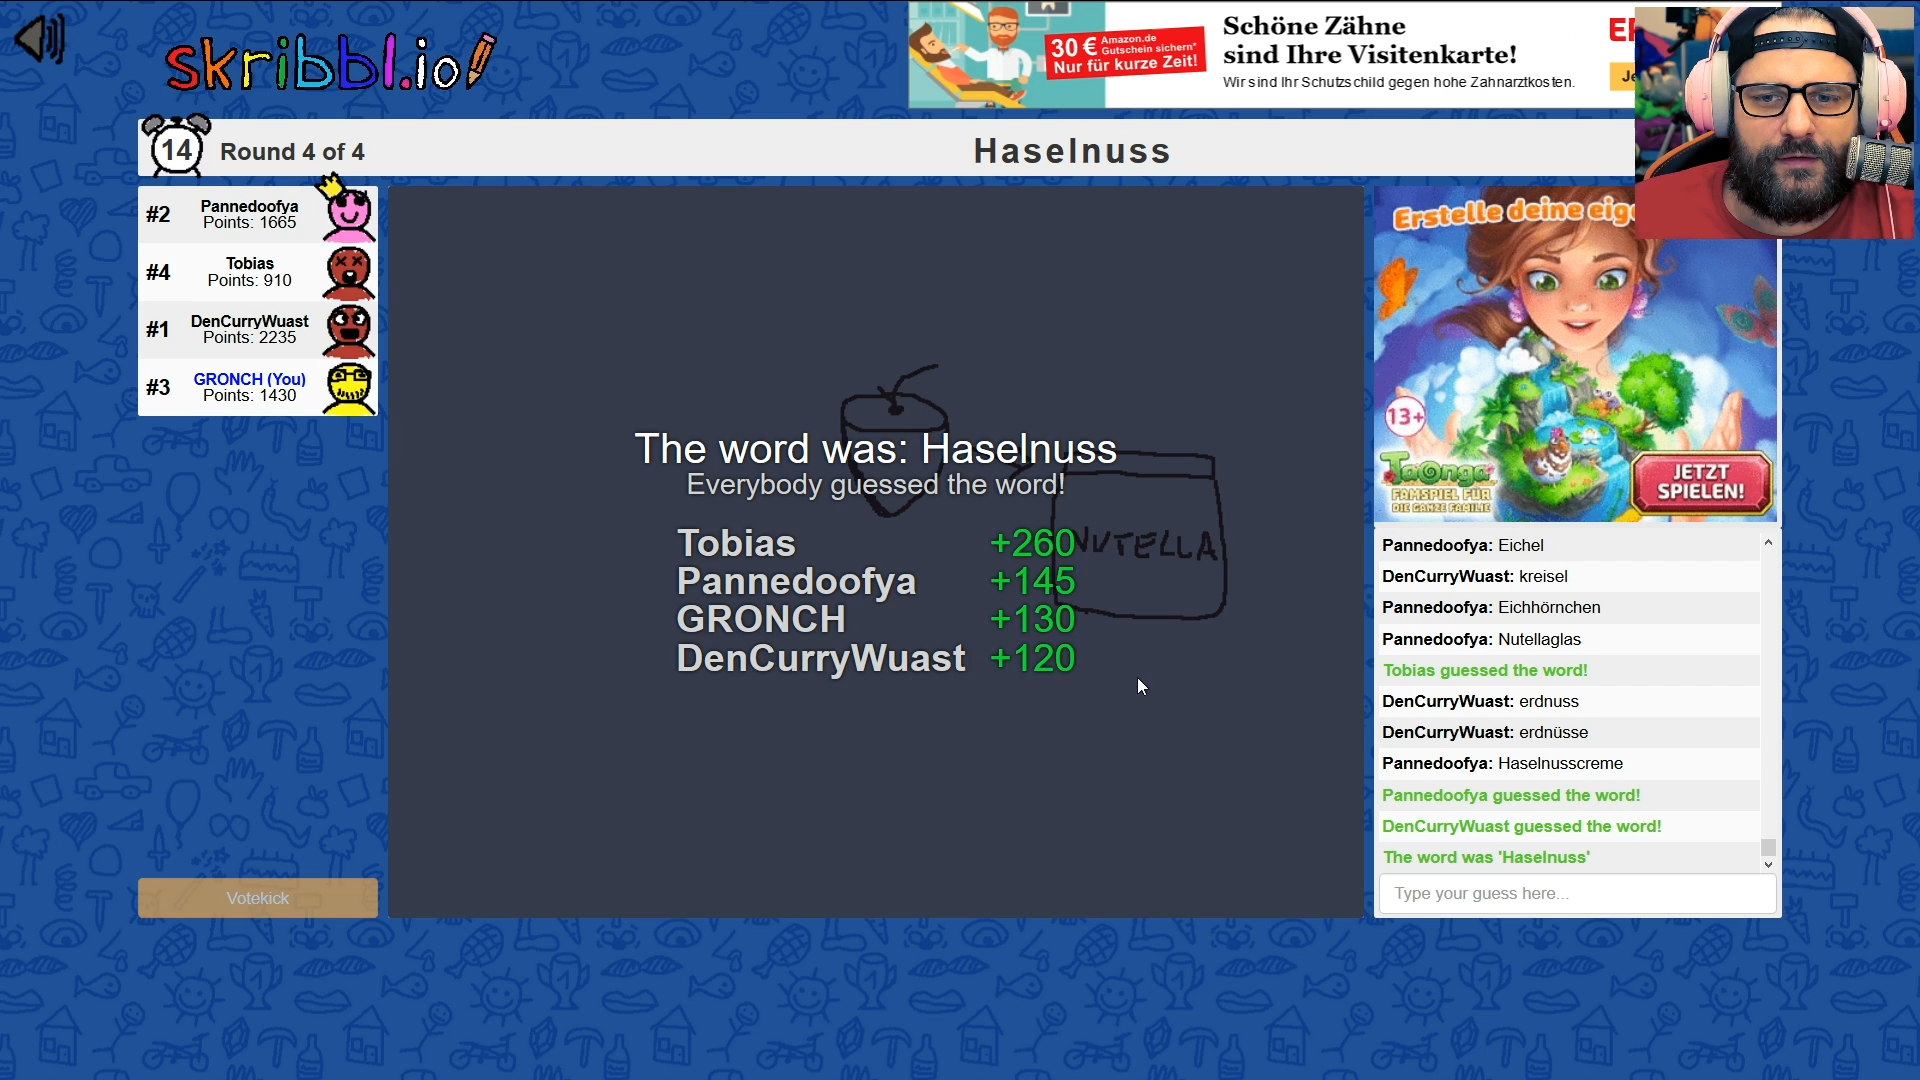 skribbl.io
30 € Amazon.de
Gutschein sichern*
Nur für kurze Zeit!
Schöne Zähne
sind Ihre Visitenkarte!
Wir sind Ihr Schutzschild gegen hohe Zahnarztkosten.
14
Round 4 of 4
Haselnuss
#2
Pannedoofya
Points: 1665
#4
Tobias
Points: 910
#1
DenCurryWuast
Points: 2235
#3
GRONCH (You)
Points: 1430
Votekick
The word was: Haselnuss
Everybody guessed the word!
Tobias +260
Pannedoofya +145
GRONCH +130
DenCurryWuast +120
NUTELLA
Erstelle deine eig
13+
Taonga
FAMSPIEL FÜR
DIE GANZE FAMILIE
JETZT
SPIELEN!
Pannedoofya: Eichel
DenCurryWuast: kreisel
Pannedoofya: Eichhörnchen
Pannedoofya: Nutellaglas
Tobias guessed the word!
DenCurryWuast: erdnuss
DenCurryWuast: erdnüsse
Pannedoofya: Haselnusscreme
Pannedoofya guessed the word!
DenCurryWuast guessed the word!
The word was 'Haselnuss'
Type your guess here...